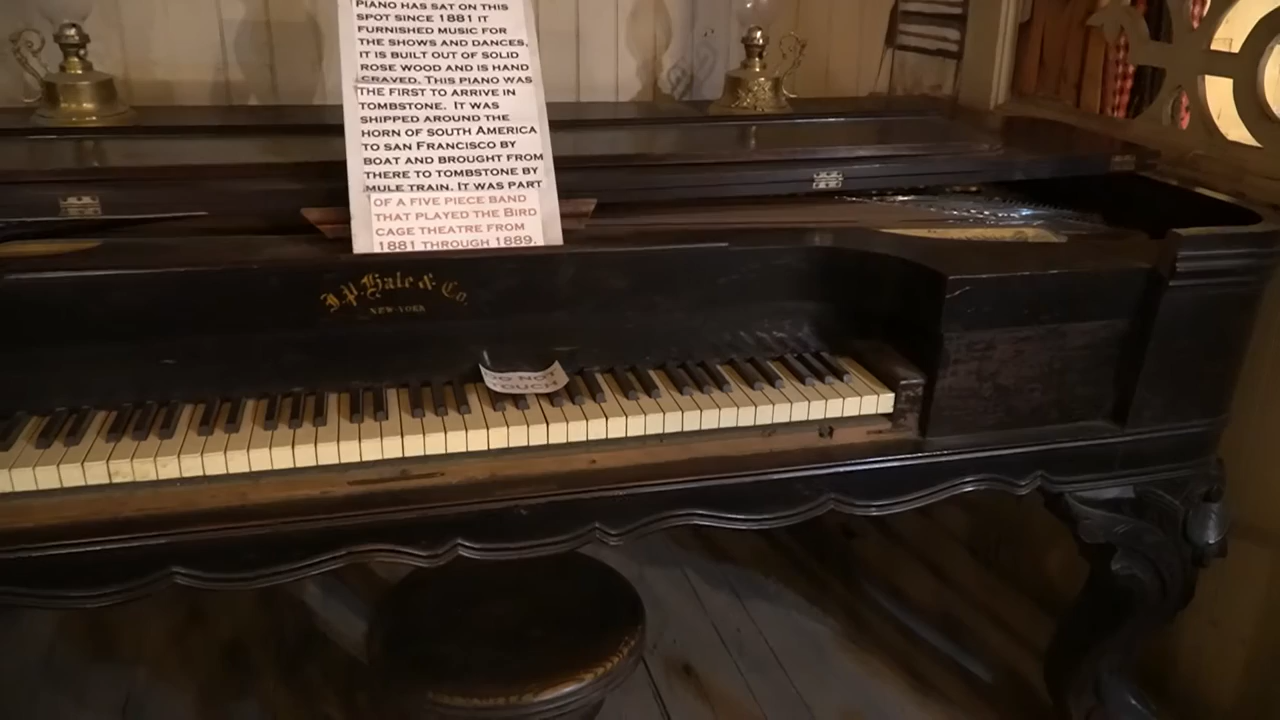 PIANO HAS SAT ON THIS
SPOT SINCE 1881 IT
FURNISHED MUSIC FOR
THE SHOWS AND DANCES,
IT IS BUILT OUT OF SOLID
ROSE WOOD AND IS HAND
CRAVED. THIS PIANO WAS
THE FIRST TO ARRIVE IN
TOMBSTONE. IT WAS
SHIPPED AROUND THE
HORN OF SOUTH AMERICA
TO SAN FRANCISCO BY
BOAT AND BROUGHT FROM
THERE TO TOMBSTONE BY
MULE TRAIN. IT WAS PART
OF A FIVE PIECE BAND
THAT PLAYED THE BIRD
CAGE THEATRE FROM
1881 THROUGH 1889.
J.P. Hale & Co.
NEW-YORK
DO NOT
TOUCH